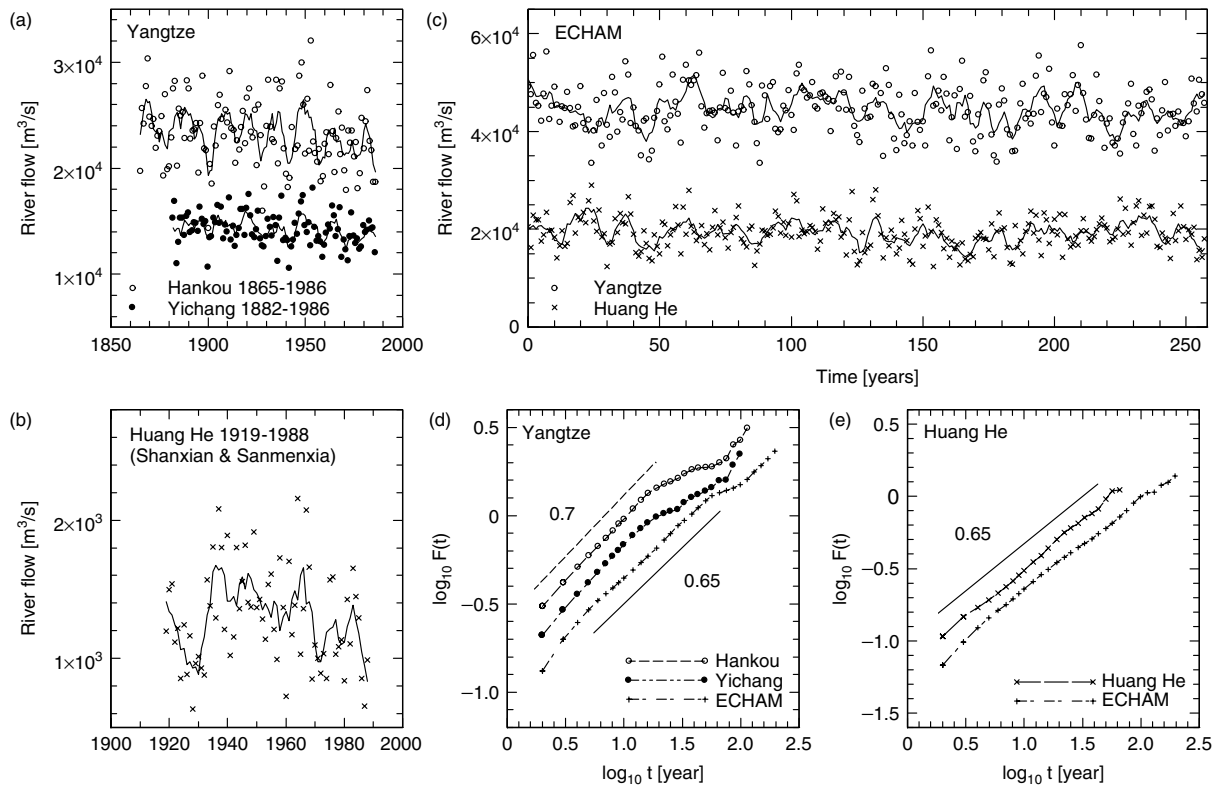 (a)
Yangtze
River flow [m³/s]
3×10⁴
2×10⁴
1×10⁴
Hankou 1865-1986
Yichang 1882-1986
1850 1900 1950 2000
(c)
ECHAM
River flow [m³/s]
6×10⁴
4×10⁴
2×10⁴
0
Yangtze
Huang He
0 50 100 150 200 250
Time [years]
(b)
Huang He 1919-1988
(Shanxian & Sanmenxia)
River flow [m³/s]
2×10³
1×10³
1900 1920 1940 1960 1980 2000
(d)
Yangtze
log₁₀ F(t)
0.5
0
−0.5
−1.0
0.7
0.65
Hankou
Yichang
ECHAM
0 0.5 1.0 1.5 2.0 2.5
log₁₀ t [year]
(e)
Huang He
log₁₀ F(t)
0.5
0
−0.5
−1.0
−1.5
0.65
Huang He
ECHAM
0 0.5 1.0 1.5 2.0 2.5
log₁₀ t [year]